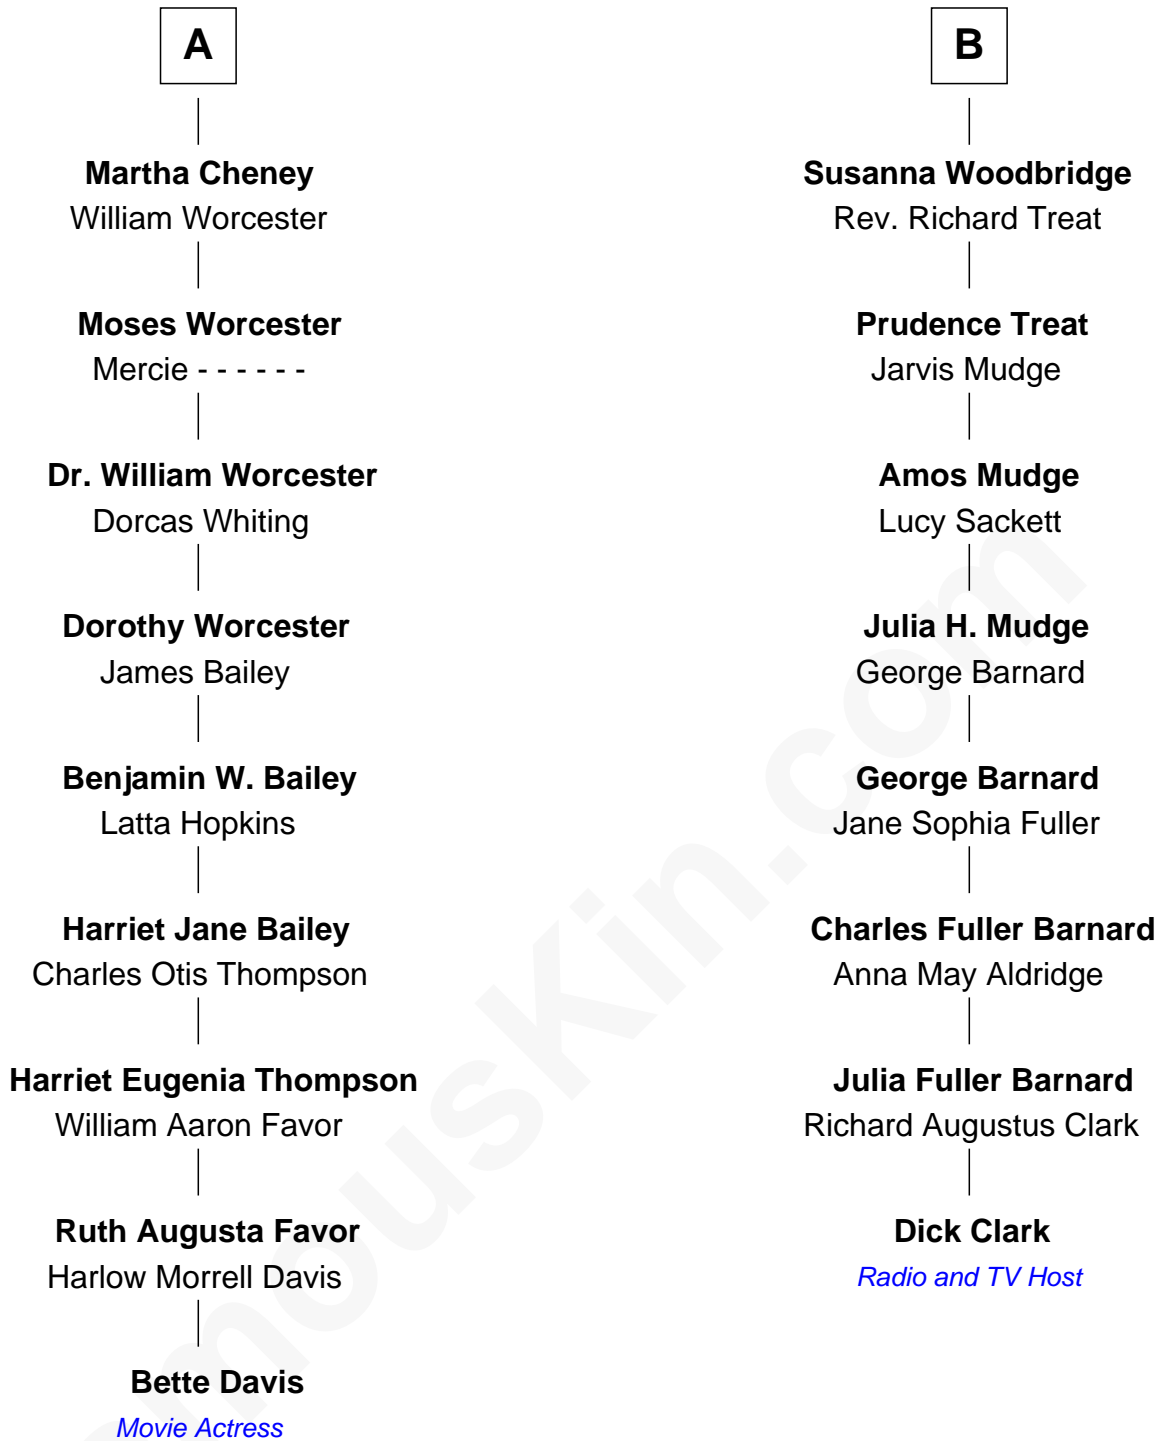 A
Martha Cheney
William Worcester
Moses Worcester
Mercie - - - - - -
Dr. William Worcester
Dorcas Whiting
Dorothy Worcester
James Bailey
Benjamin W. Bailey
Latta Hopkins
Harriet Jane Bailey
Charles Otis Thompson
Harriet Eugenia Thompson
William Aaron Favor
Ruth Augusta Favor
Harlow Morrell Davis
Bette Davis
Movie Actress
B
Susanna Woodbridge
Rev. Richard Treat
Prudence Treat
Jarvis Mudge
Amos Mudge
Lucy Sackett
Julia H. Mudge
George Barnard
George Barnard
Jane Sophia Fuller
Charles Fuller Barnard
Anna May Aldridge
Julia Fuller Barnard
Richard Augustus Clark
Dick Clark
Radio and TV Host
mouskin.com